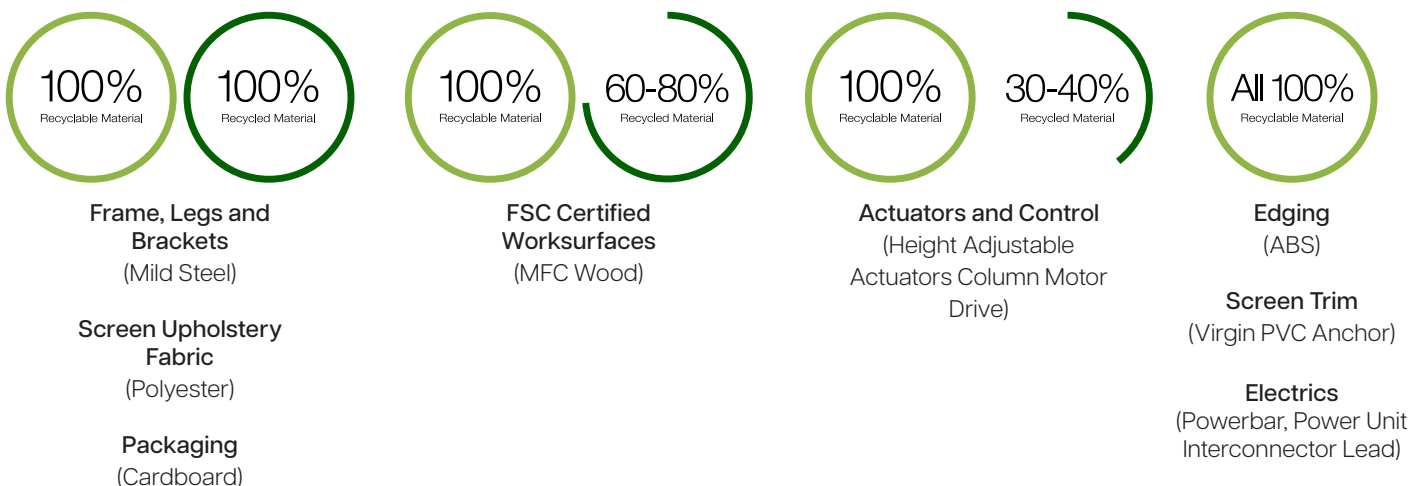 100%
Recyclable Material
100%
Recycled Material
Frame, Legs and
Brackets
(Mild Steel)
Screen Upholstery
Fabric
(Polyester)
Packaging
(Cardboard)
100%
Recyclable Material
60-80%
Recycled Material
FSC Certified
Worksurfaces
(MFC Wood)
100%
Recyclable Material
30-40%
Recycled Material
Actuators and Control
(Height Adjustable
Actuators Column Motor
Drive)
All 100%
Recyclable Material
Edging
(ABS)
Screen Trim
(Virgin PVC Anchor)
Electrics
(Powerbar, Power Unit
Interconnector Lead)